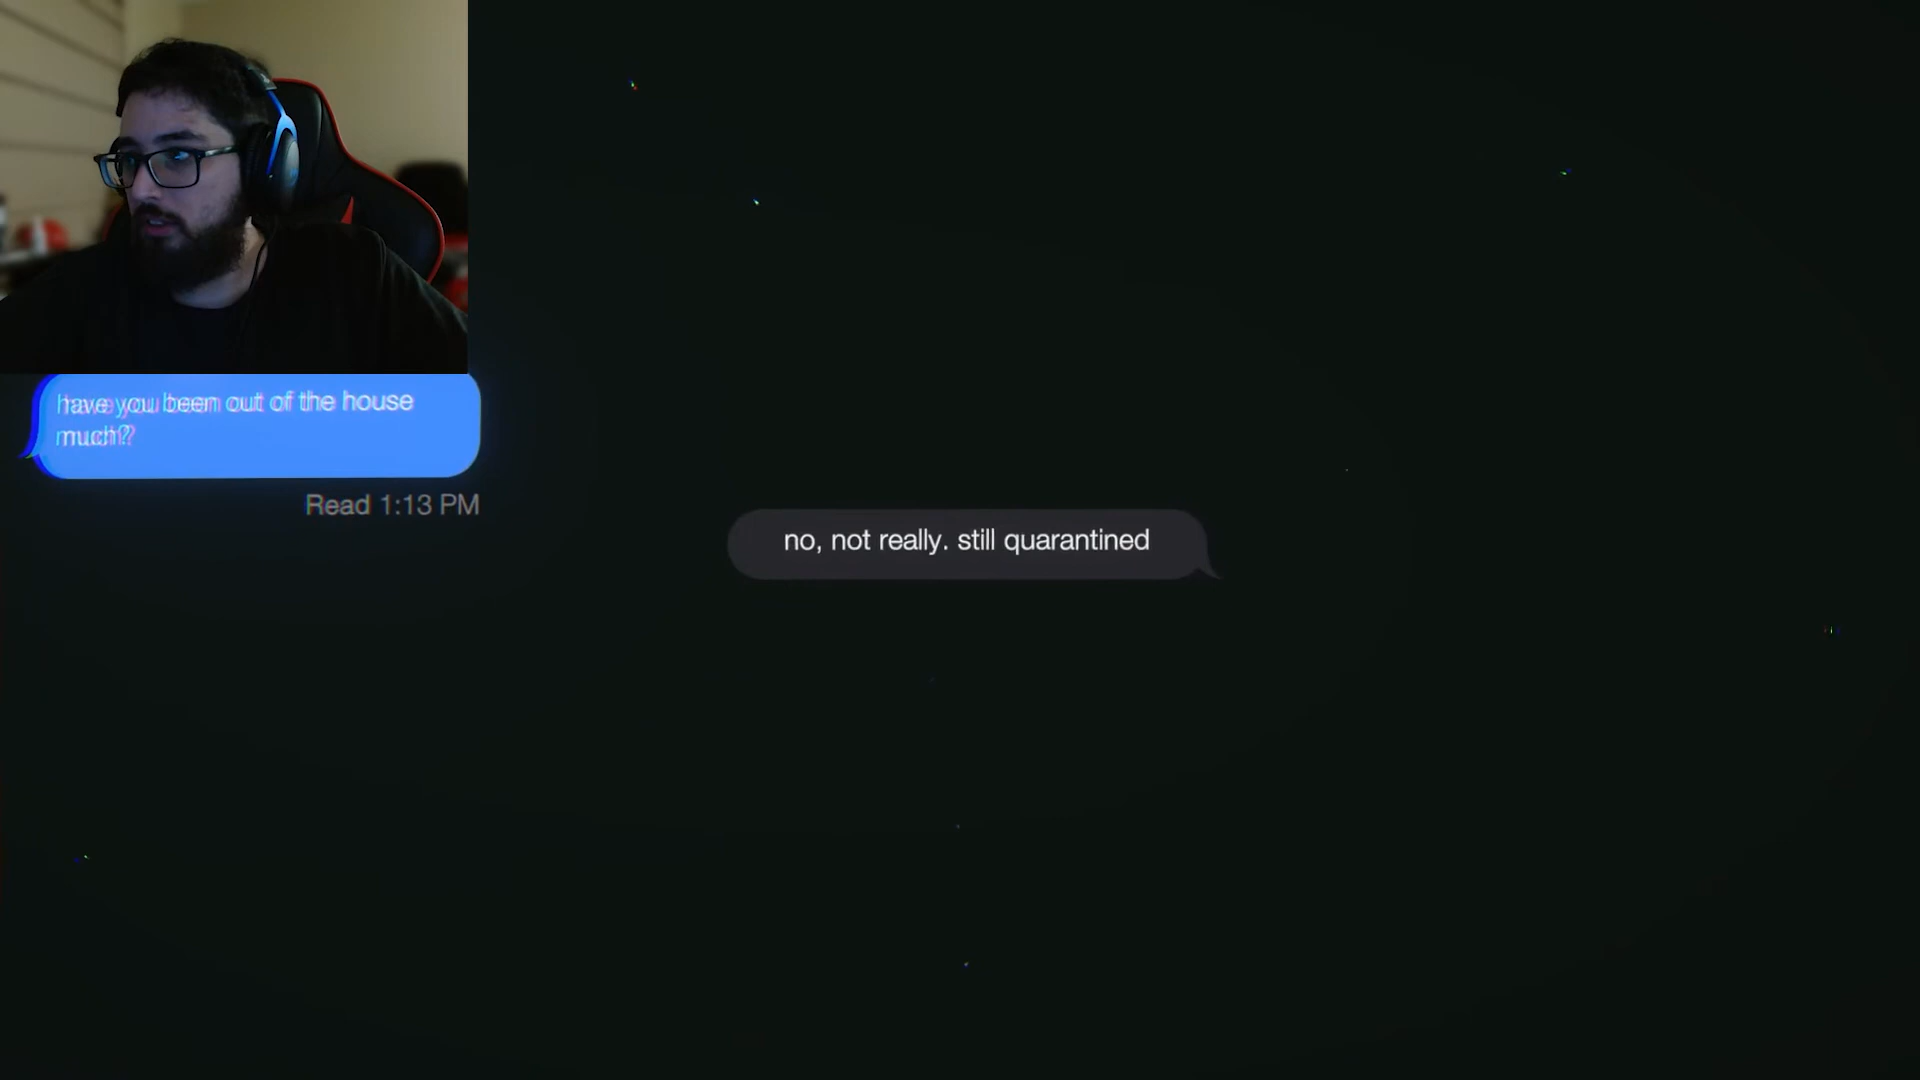 have you been out of the house
much?
Read 1:13 PM
no, not really. still quarantined